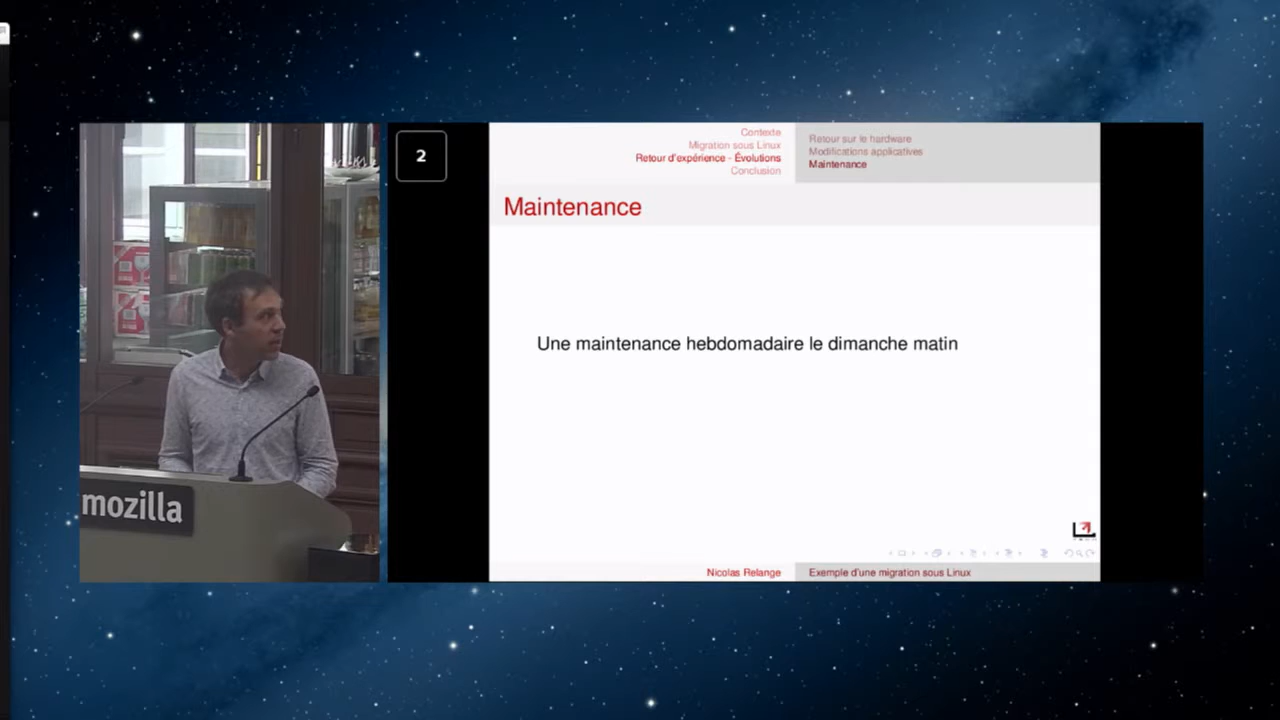 mozilla
2
Contexte
Migration sous Linux
Retour d'expérience - Évolutions
Conclusion
Retour sur le hardware
Modifications applicatives
Maintenance
Maintenance
Une maintenance hebdomadaire le dimanche matin
Nicolas Relange
Exemple d'une migration sous Linux